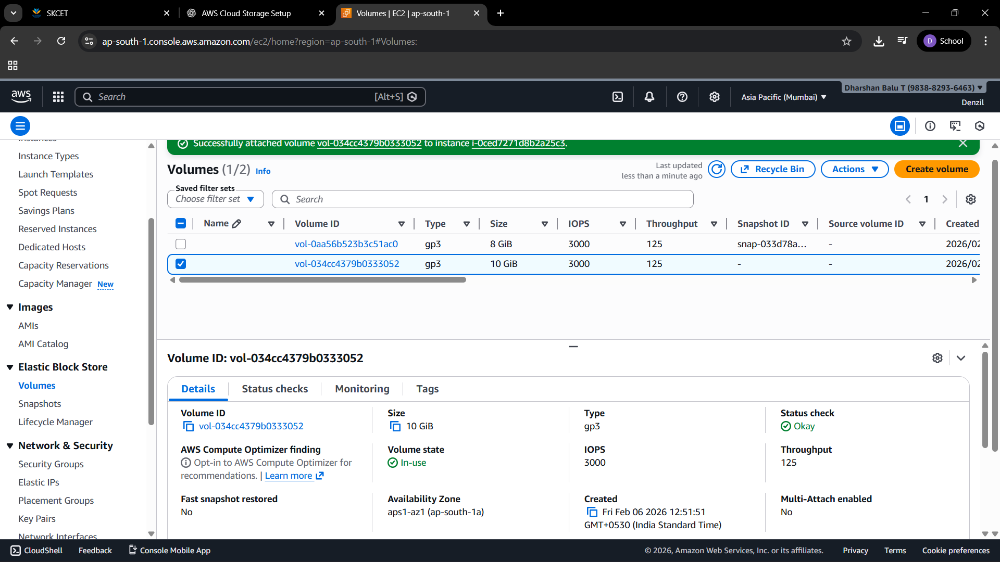 SKCET
AWS Cloud Storage Setup
Volumes | EC2 | ap-south-1
ap-south-1.console.aws.amazon.com/ec2/home?region=ap-south-1#Volumes:
D School
aws
Search [Alt+S]
Asia Pacific (Mumbai)
Dharshan Balu T (9838-8293-6463)
Denzil
Instances
Instance Types
Launch Templates
Spot Requests
Savings Plans
Reserved Instances
Dedicated Hosts
Capacity Reservations
Capacity Manager New
Images
AMIs
AMI Catalog
Elastic Block Store
Volumes
Snapshots
Lifecycle Manager
Network & Security
Security Groups
Elastic IPs
Placement Groups
Key Pairs
Network Interfaces
Successfully attached volume vol-034cc4379b0333052 to instance i-0ced7271d8b2a25c3.
Volumes (1/2) Info
Last updated
less than a minute ago
Recycle Bin
Actions
Create volume
Saved filter sets
Choose filter set
Search
1
Name Volume ID Type Size IOPS Throughput Snapshot ID Source volume ID Created
vol-0aa56b523b3c51ac0 gp3 8 GiB 3000 125 snap-033d78a... - 2026/02
vol-034cc4379b0333052 gp3 10 GiB 3000 125 - - 2026/02
Volume ID: vol-034cc4379b0333052
Details Status checks Monitoring Tags
Volume ID
vol-034cc4379b0333052
Size
10 GiB
Type
gp3
Status check
Okay
AWS Compute Optimizer finding
Opt-in to AWS Compute Optimizer for
recommendations. | Learn more
Volume state
In-use
IOPS
3000
Throughput
125
Fast snapshot restored
No
Availability Zone
aps1-az1 (ap-south-1a)
Created
Fri Feb 06 2026 12:51:51
GMT+0530 (India Standard Time)
Multi-Attach enabled
No
CloudShell Feedback Console Mobile App
© 2026, Amazon Web Services, Inc. or its affiliates. Privacy Terms Cookie preferences